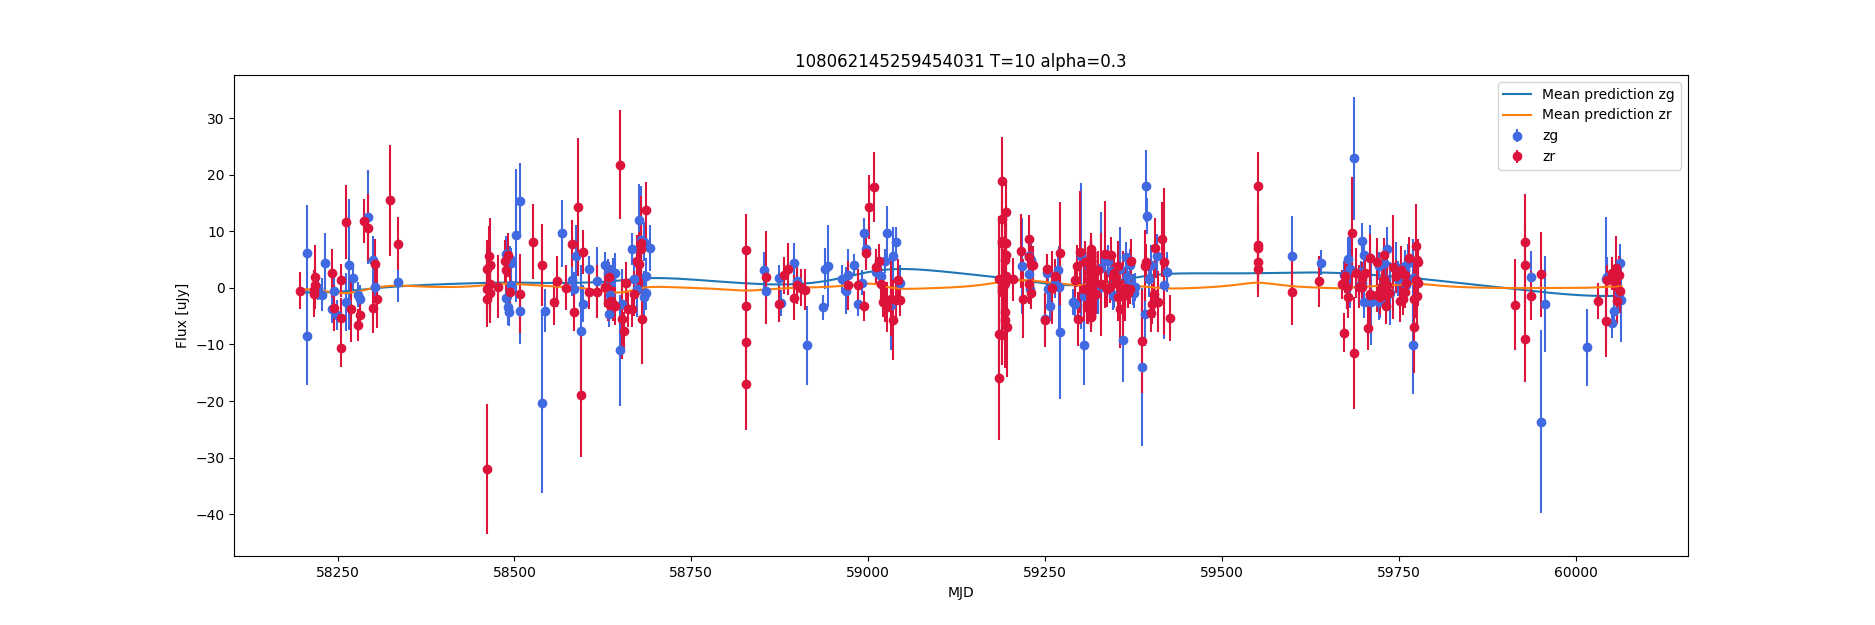 108062145259454031 T=10 alpha=0.3
Mean prediction zg
Mean prediction zr
zg
zr
Flux [uJy]
30
20
10
0
−10
−20
−30
−40
58250 58500 58750 59000 59250 59500 59750 60000
MJD